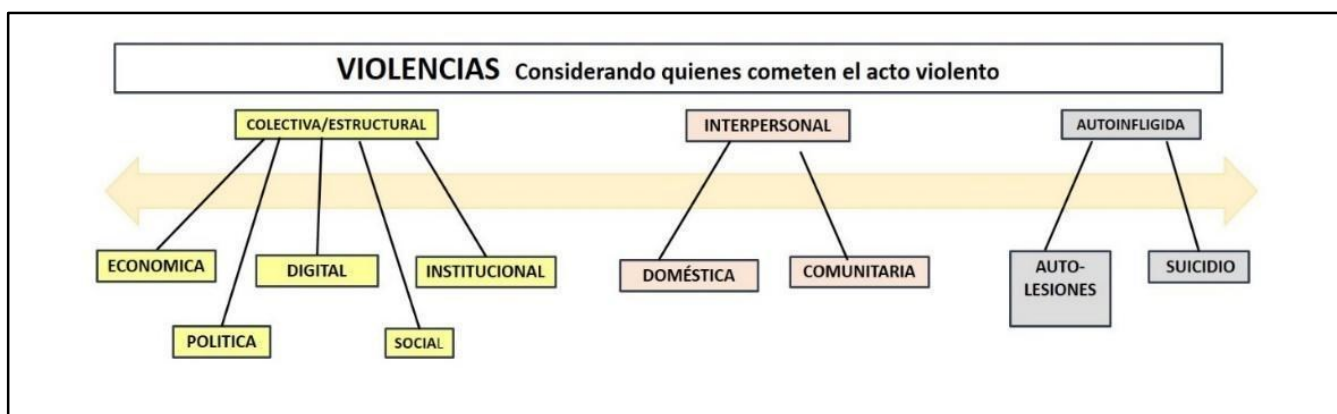 VIOLENCIAS Considerando quienes cometen el acto violento
COLECTIVA/ESTRUCTURAL
INTERPERSONAL
AUTOINFLIGIDA
ECONOMICA
DIGITAL
INSTITUCIONAL
DOMÉSTICA
COMUNITARIA
AUTO-
LESIONES
SUICIDIO
POLITICA
SOCIAL